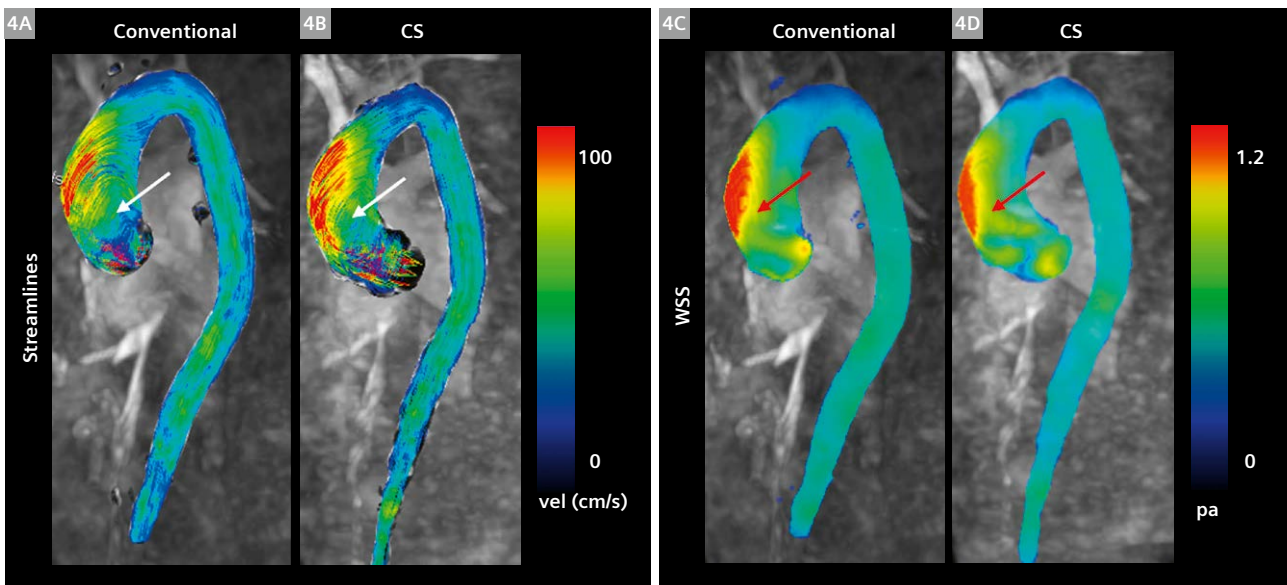 4A
Conventional
4B
CS
Streamlines
100
0
vel (cm/s)
4C
Conventional
4D
CS
WSS
1.2
0
pa